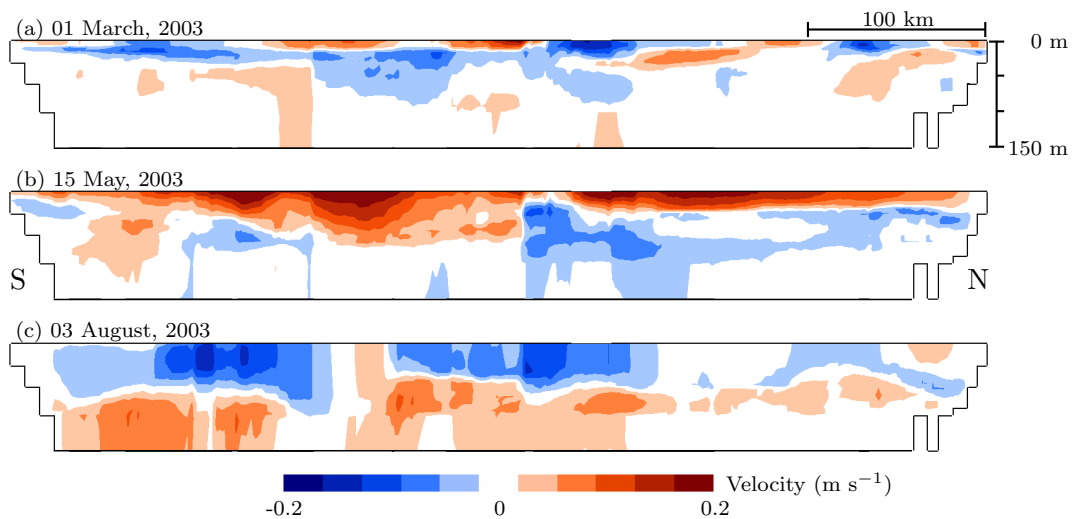 (a) 01 March, 2003
100 km
0 m
150 m
(b) 15 May, 2003
S
N
(c) 03 August, 2003
Velocity (m s⁻¹)
-0.2
0
0.2